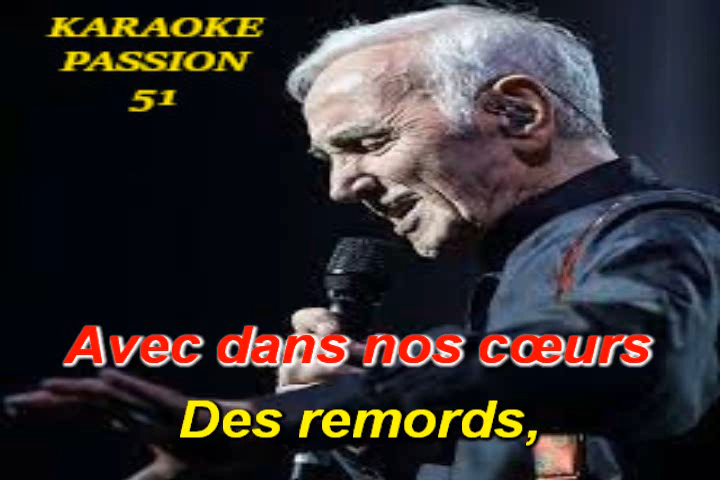 KARAOKE
PASSION
51
Avec dans nos cœurs
Des remords,